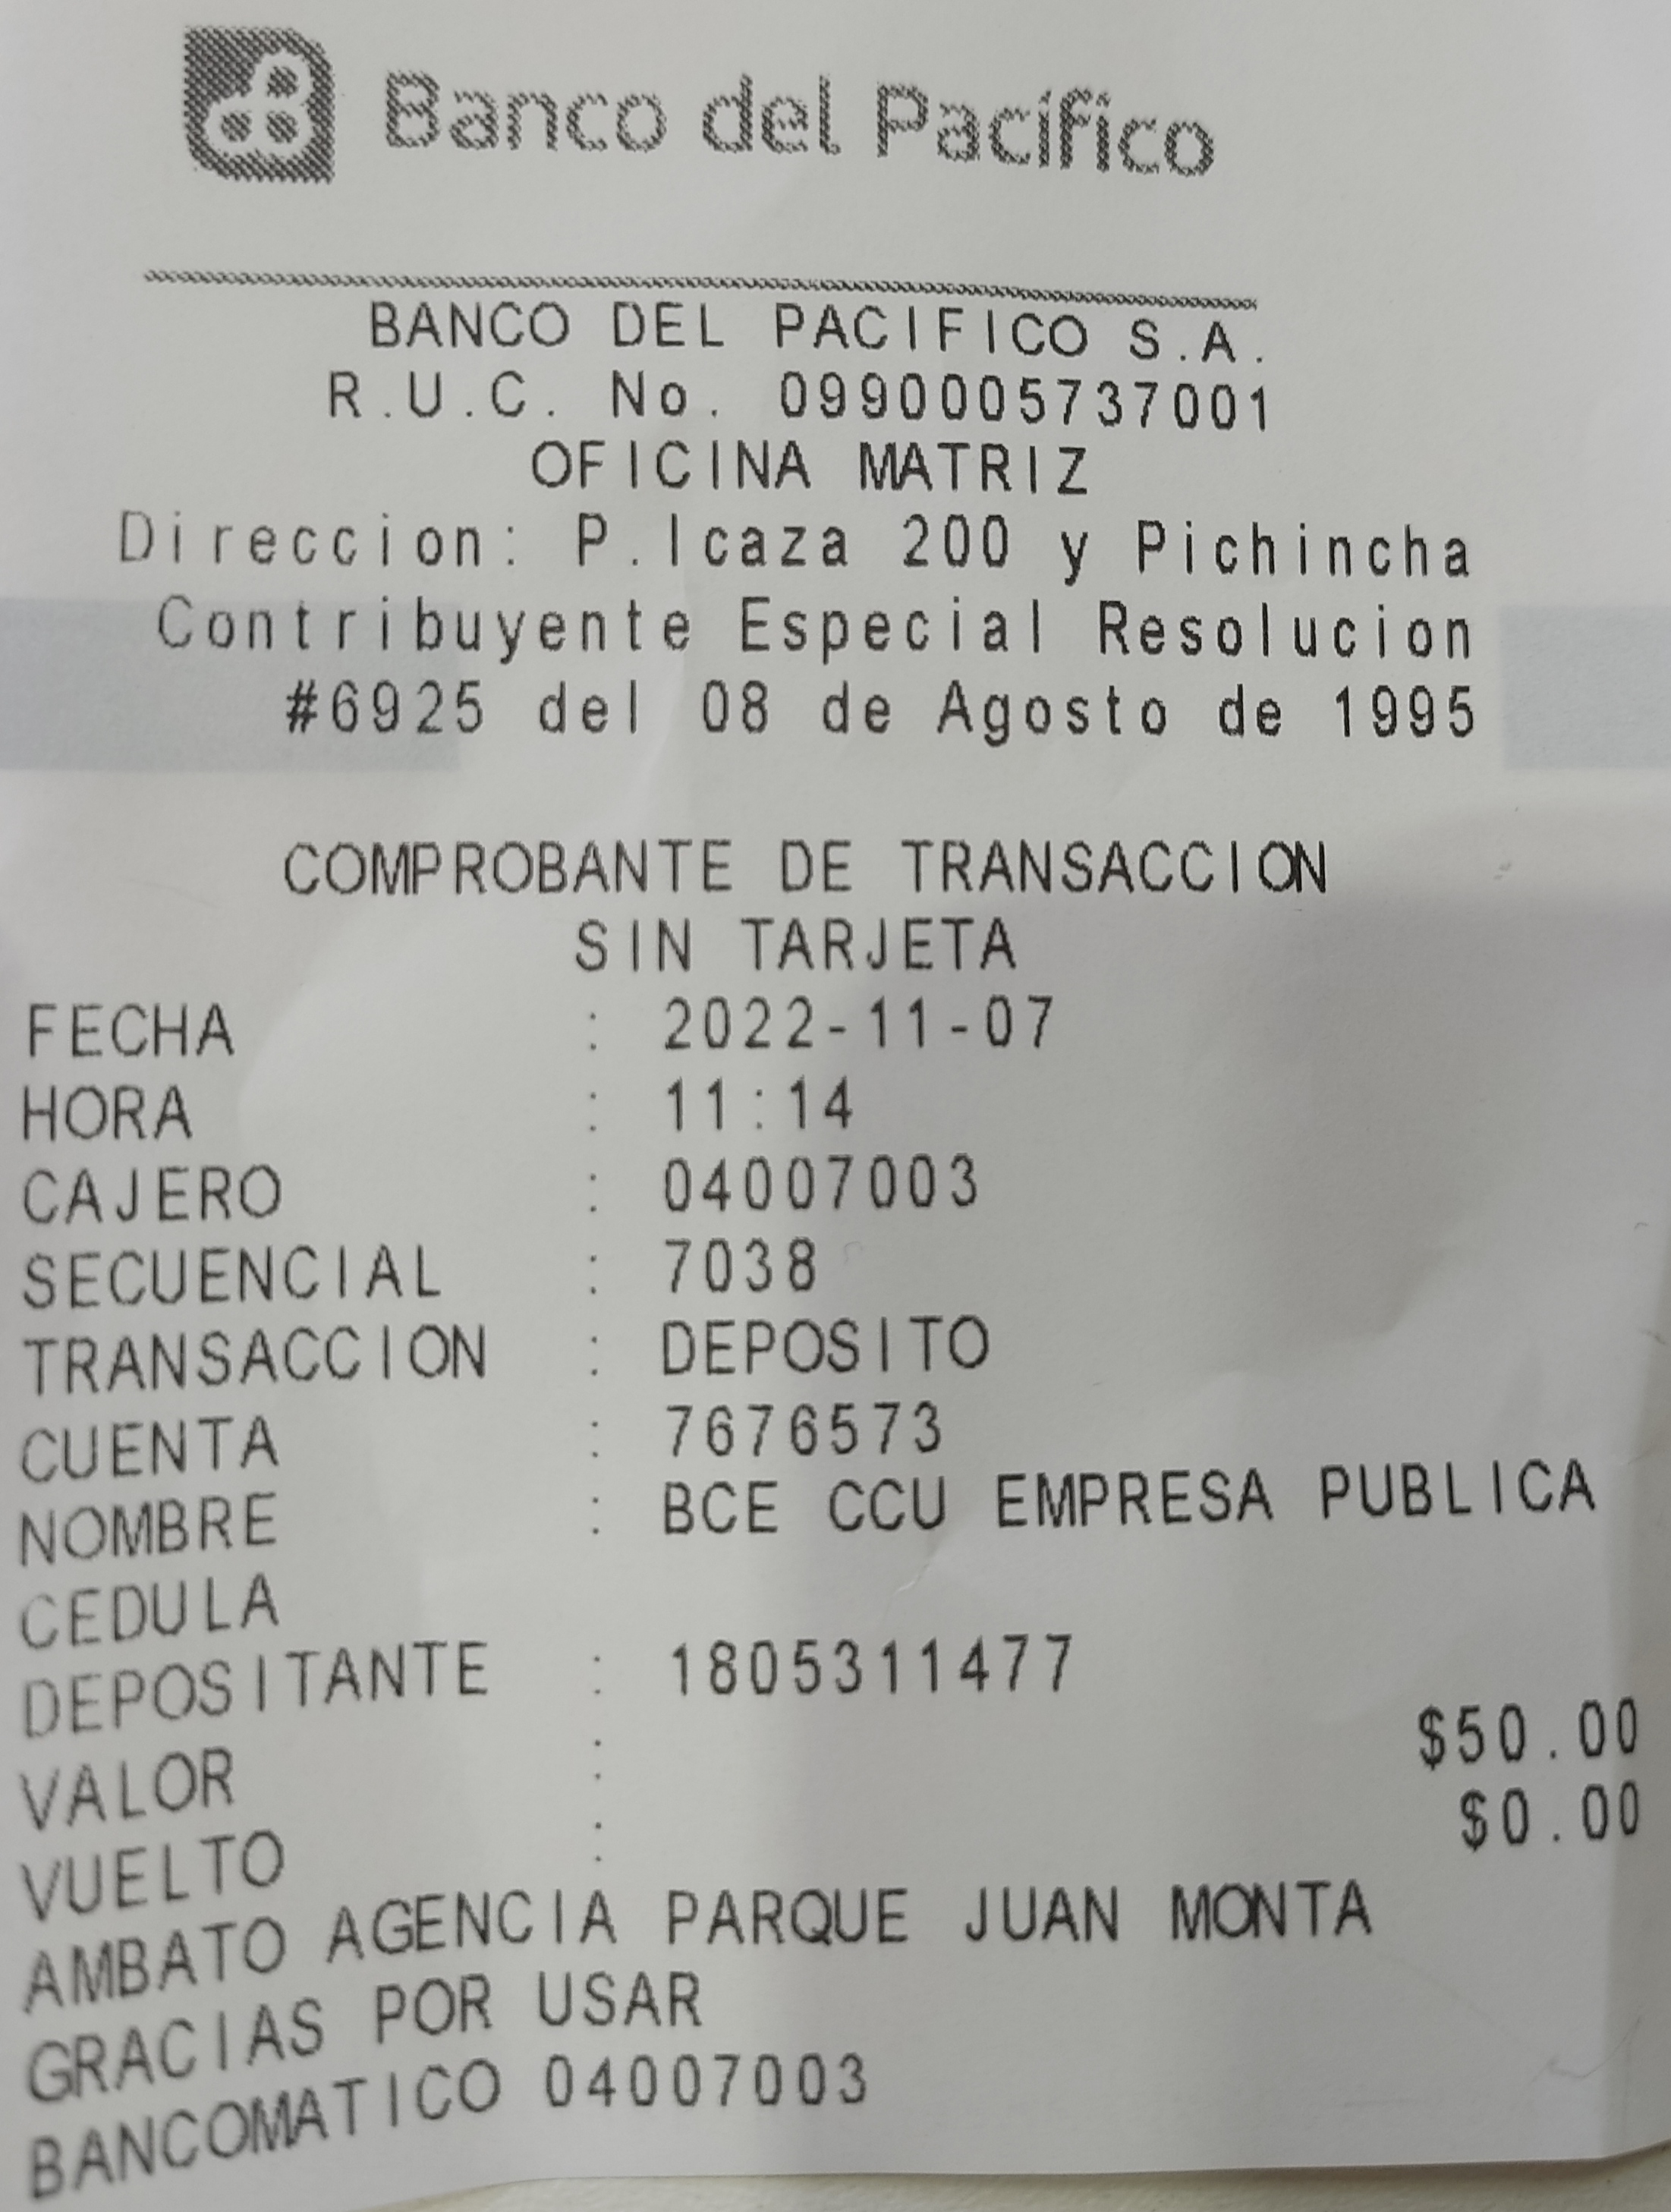 Banco del Pacífico
BANCO DEL PACIFICO S.A.
R.U.C. No. 0990005737001
OFICINA MATRIZ
Direccion: P.Icaza 200 y Pichincha
Contribuyente Especial Resolucion
#6925 del 08 de Agosto de 1995
COMPROBANTE DE TRANSACCION
SIN TARJETA
FECHA : 2022-11-07
HORA : 11:14
CAJERO : 04007003
SECUENCIAL : 7038
TRANSACCION : DEPOSITO
CUENTA : 7676573
NOMBRE : BCE CCU EMPRESA PUBLICA
CEDULA
DEPOSITANTE : 1805311477
VALOR : $50.00
VUELTO : $0.00
AMBATO AGENCIA PARQUE JUAN MONTA
GRACIAS POR USAR
BANCOMATICO 04007003